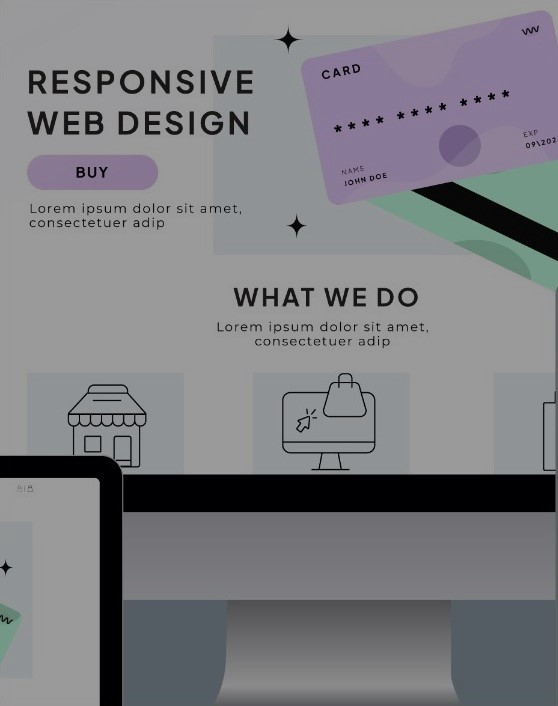 RESPONSIVE
WEB DESIGN
BUY
Lorem ipsum dolor sit amet,
consectetuer adip
CARD
**** **** ****
NAME
JOHN DOE
EXP
09\202
WHAT WE DO
Lorem ipsum dolor sit amet,
consectetuer adip